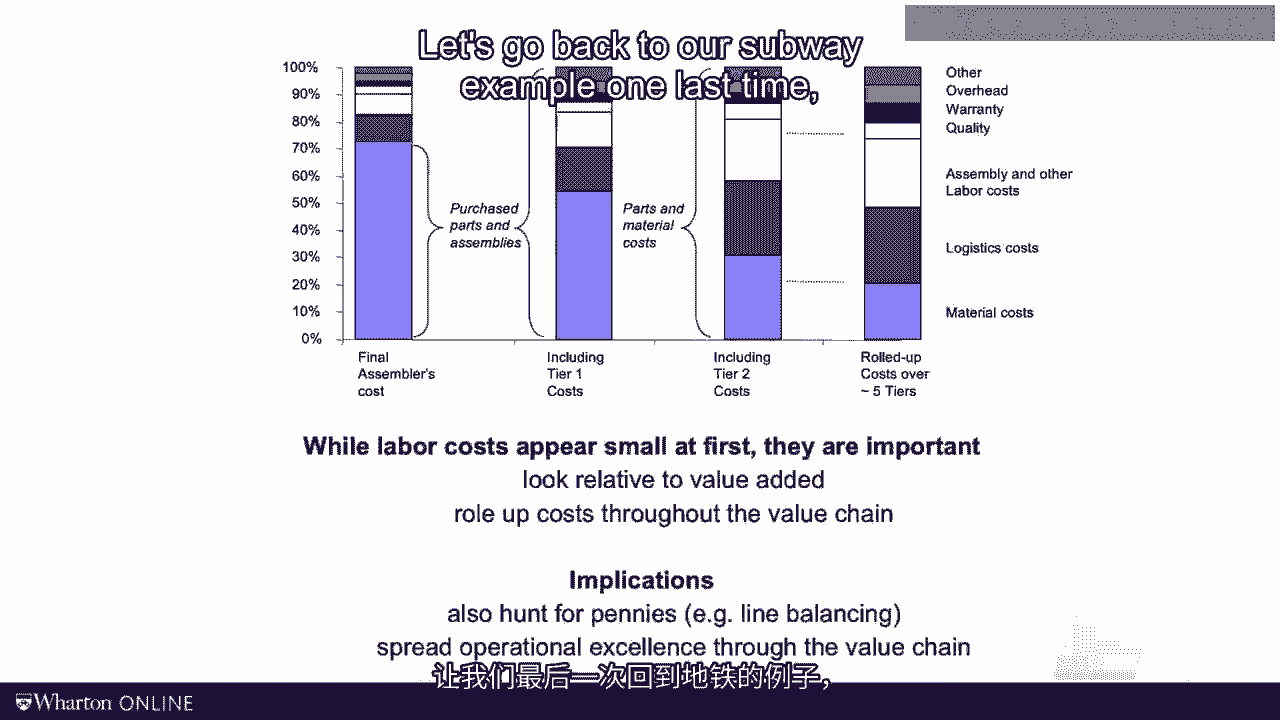 Let's go back to our subway
example one last time,
100%
90%
80%
70%
60%
50%
40%
30%
20%
10%
0%
Purchased
parts and
assemblies
Parts and
material
costs
Other
Overhead
Warranty
Quality
Assembly and other
Labor costs
Logistics costs
Material costs
Final
Assembler's
cost
Including
Tier 1
Costs
Including
Tier 2
Costs
Rolled-up
Costs over
~ 5 Tiers
While labor costs appear small at first, they are important
look relative to value added
role up costs throughout the value chain
Implications
also hunt for pennies (e.g. line balancing)
spread operational excellence through the value chain
让我们最后一次回到地铁的例子，
Wharton ONLINE